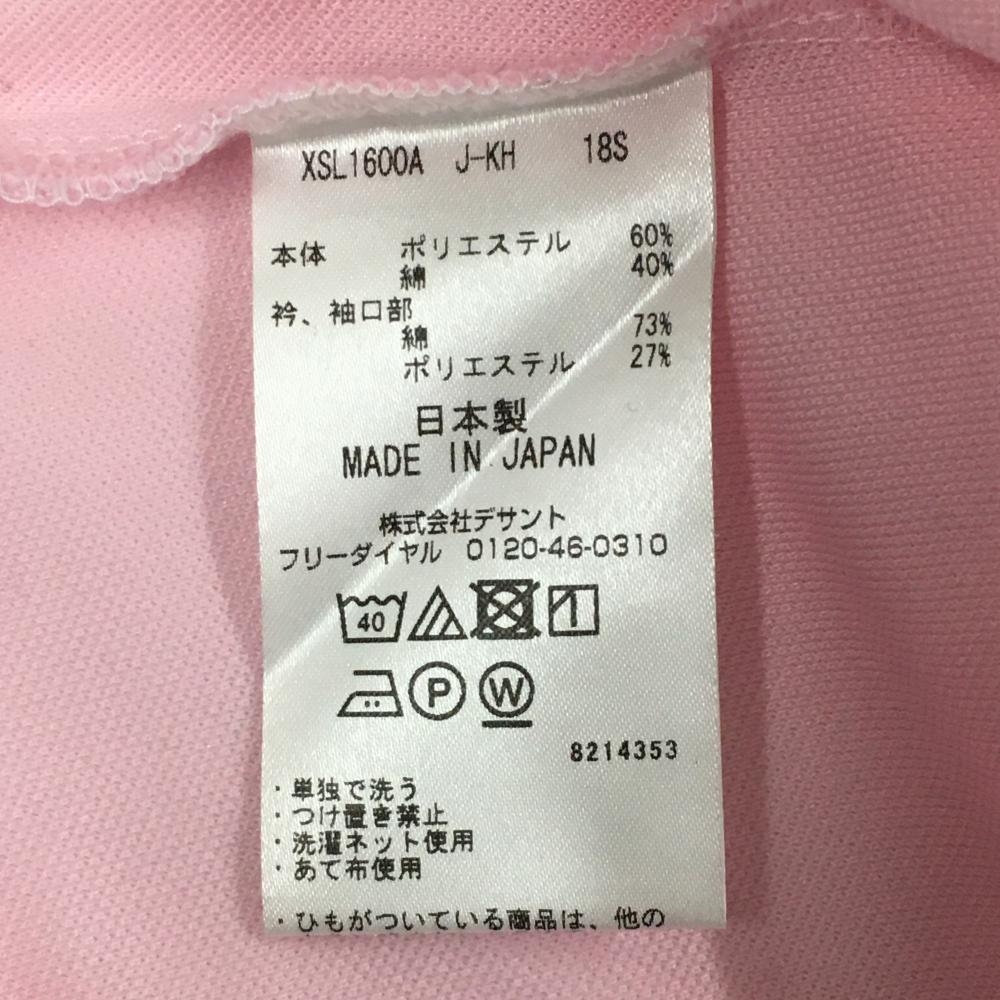 XSL1600A J-KH 18S
本体 ポリエステル 60%
綿 40%
衿、袖口部
綿 73%
ポリエステル 27%
日本製
MADE IN JAPAN
株式会社デサント
フリーダイヤル 0120-46-0310
40
P W
8214353
・単独で洗う
・つけ置き禁止
・洗濯ネット使用
・あて布使用
・ひもがついている商品は、他の